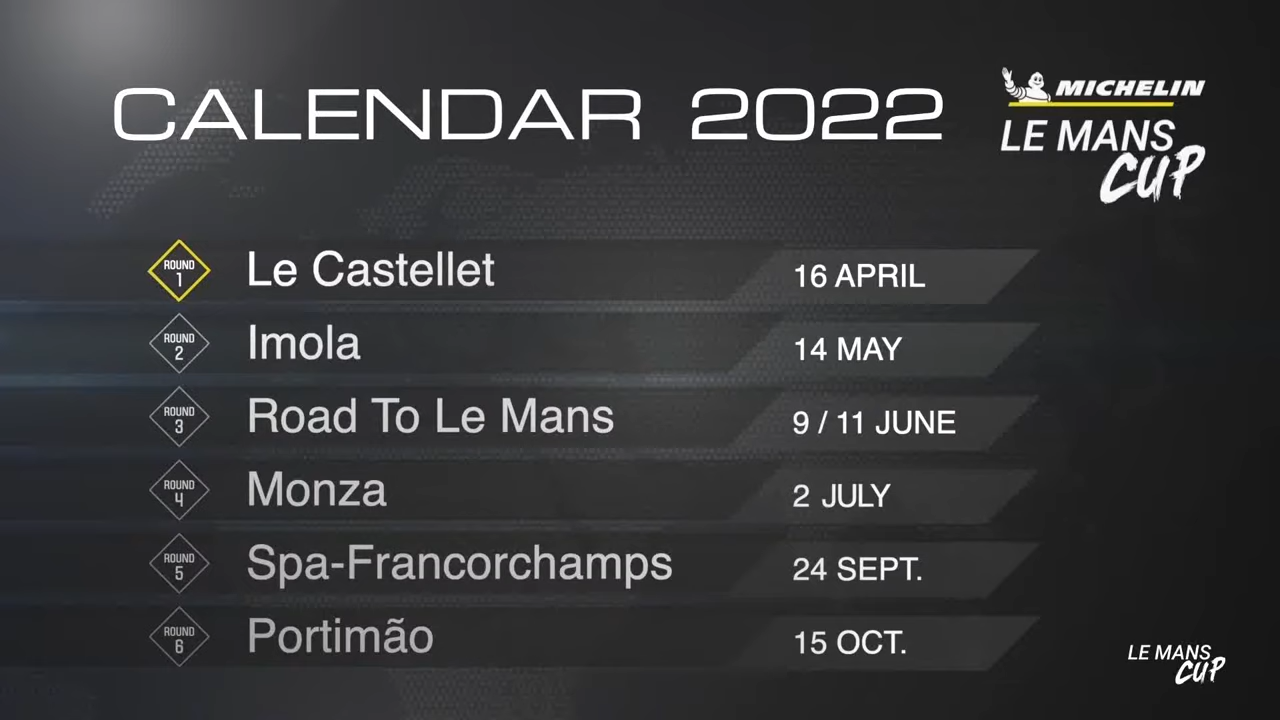 CALENDAR 2022
MICHELIN
LE MANS
CUP
ROUND 1 Le Castellet 16 APRIL
ROUND 2 Imola 14 MAY
ROUND 3 Road To Le Mans 9 / 11 JUNE
ROUND 4 Monza 2 JULY
ROUND 5 Spa-Francorchamps 24 SEPT.
ROUND 6 Portimão 15 OCT.
LE MANS
CUP